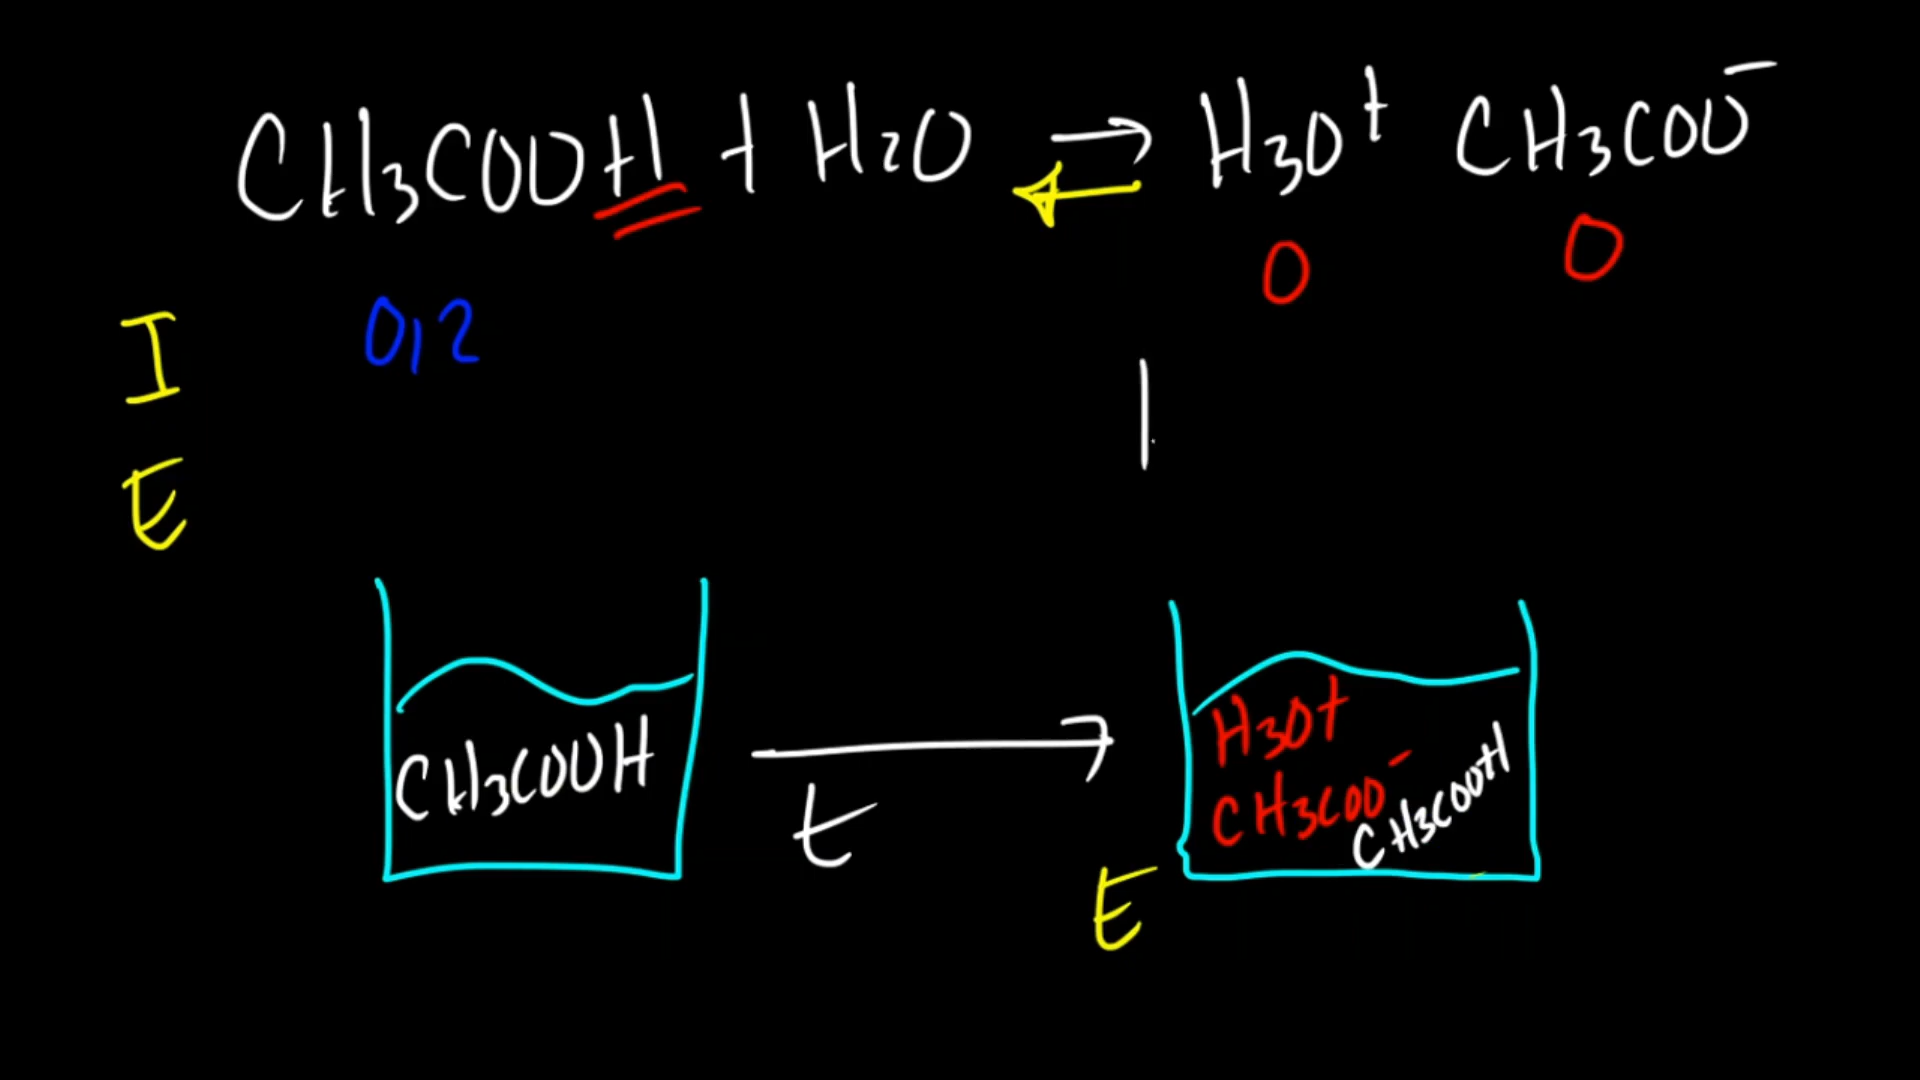 CH3COOH + H2O ⇄ H3O+ CH3COO-
0 0
I 0,2
E
CH3COOH
t
H3O+
CH3COO-
CH3COOH
E